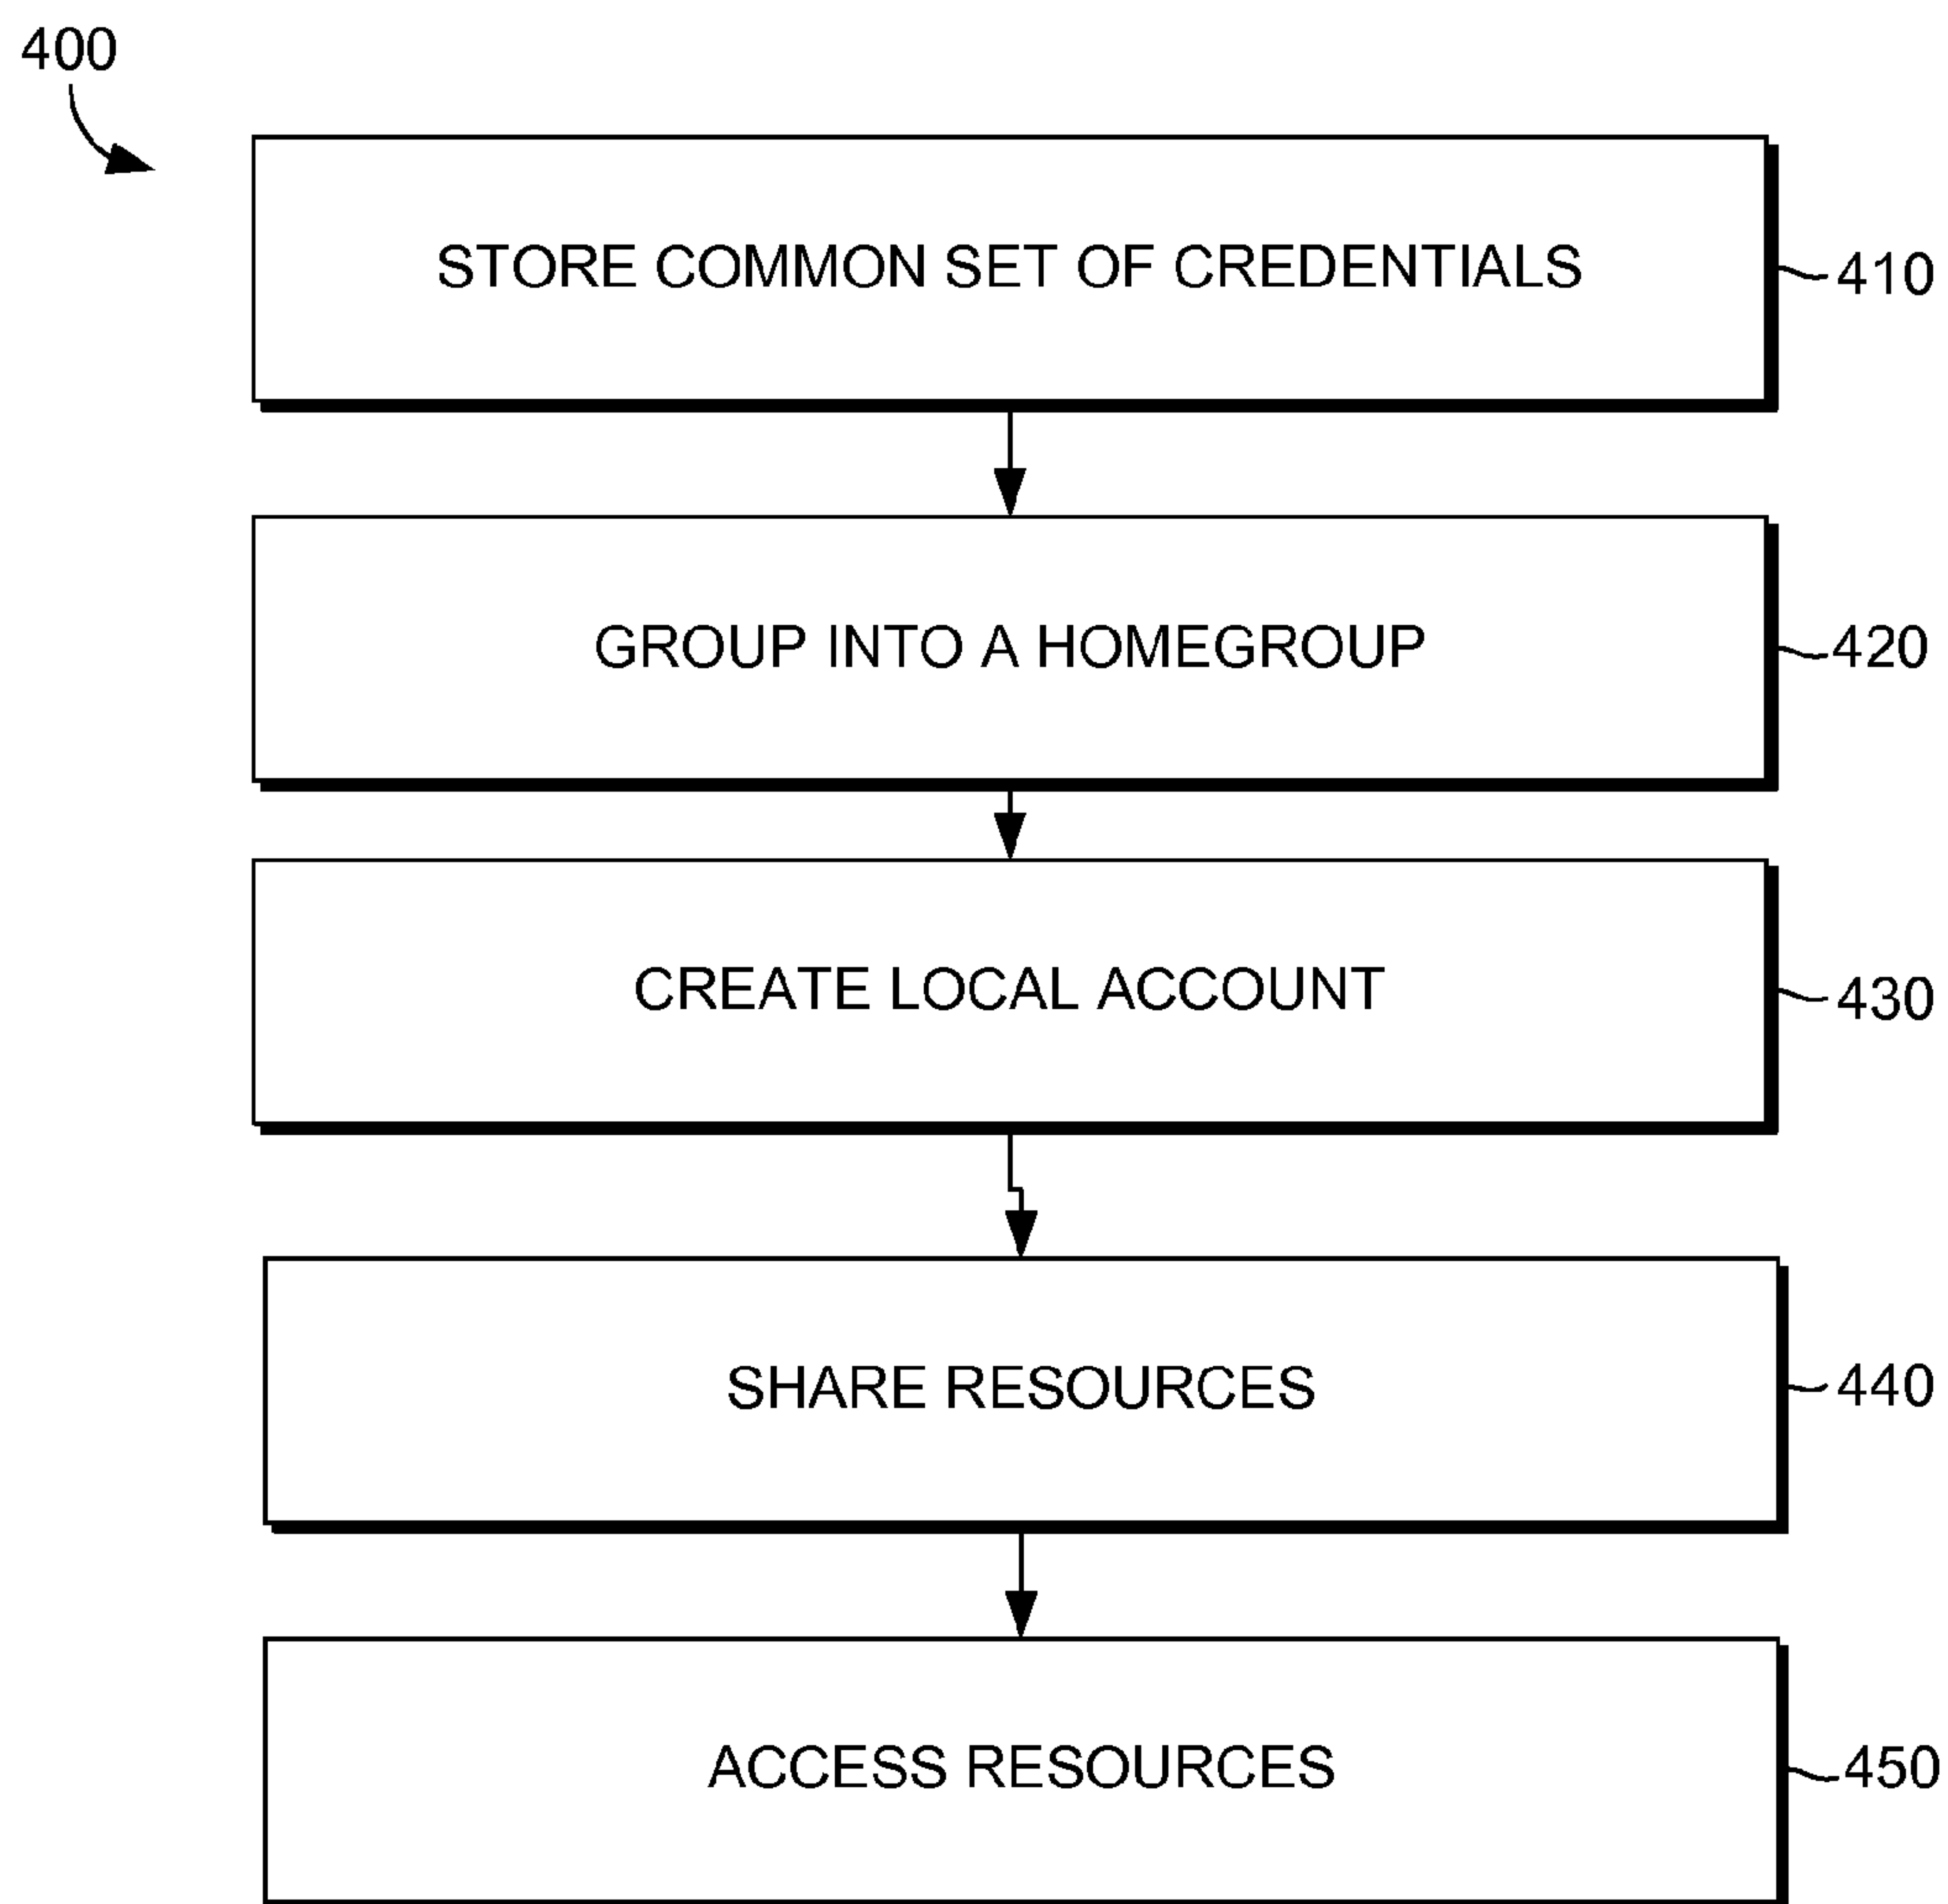 400
STORE COMMON SET OF CREDENTIALS
410
GROUP INTO A HOMEGROUP
420
CREATE LOCAL ACCOUNT
430
SHARE RESOURCES
440
ACCESS RESOURCES
450